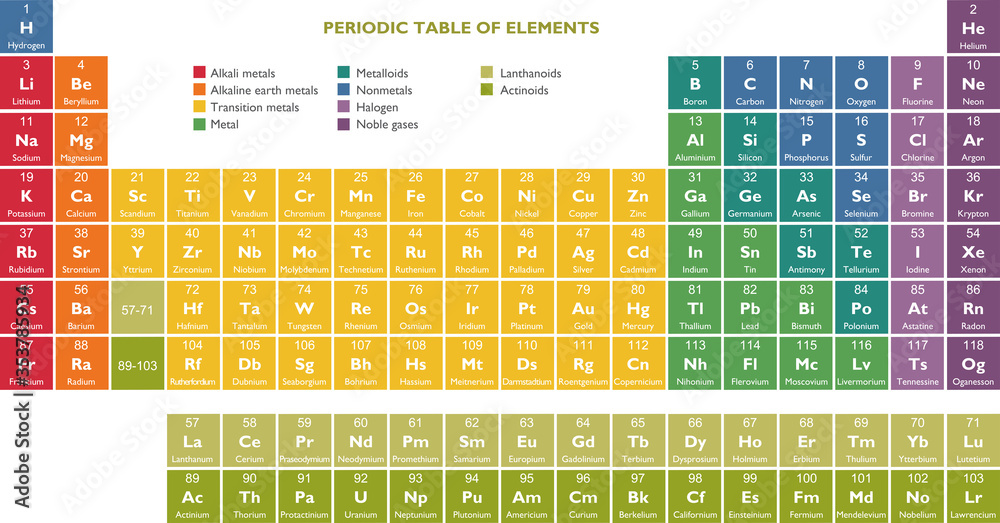 1 2
H PERIODIC TABLE OF ELEMENTS He
Hydrogen Helium
3 4 5 6 7 8 9 10
Li Be B C N O F Ne
Lithium Beryllium Boron Carbon Nitrogen Oxygen Fluorine Neon
Alkali metals Metalloids Lanthanoids
Alkaline earth metals Nonmetals Actinoids
Transition metals Halogen
Metal Noble gases
11 12 13 14 15 16 17 18
Na Mg Al Si P S Cl Ar
Sodium Magnesium Aluminium Silicon Phosphorus Sulfur Chlorine Argon
19 20 21 22 23 24 25 26 27 28 29 30 31 32 33 34 35 36
K Ca Sc Ti V Cr Mn Fe Co Ni Cu Zn Ga Ge As Se Br Kr
Potassium Calcium Scandium Titanium Vanadium Chromium Manganese Iron Cobalt Nickel Copper Zinc Gallium Germanium Arsenic Selenium Bromine Krypton
37 38 39 40 41 42 43 44 45 46 47 48 49 50 51 52 53 54
Rb Sr Y Zr Nb Mo Tc Ru Rh Pd Ag Cd In Sn Sb Te I Xe
Rubidium Strontium Yttrium Zirconium Niobium Molybdenum Technetium Ruthenium Rhodium Palladium Silver Cadmium Indium Tin Antimony Tellurium Iodine Xenon
56 72 73 74 75 76 77 78 79 80 81 82 83 84 85 86
Ba 57-71 Hf Ta W Re Os Ir Pt Au Hg Tl Pb Bi Po At Rn
Barium Hafnium Tantalum Tungsten Rhenium Osmium Iridium Platinum Gold Mercury Thallium Lead Bismuth Polonium Astatine Radon
88 104 105 106 107 108 109 110 111 112 113 114 115 116 117 118
Ra 89-103 Rf Db Sg Bh Hs Mt Ds Rg Cn Nh Fl Mc Lv Ts Og
Radium Rutherfordium Dubnium Seaborgium Bohrium Hassium Meitnerium Darmstadtium Roentgenium Copernicium Nihonium Flerovium Moscovium Livermorium Tennessine Oganesson
57 58 59 60 61 62 63 64 65 66 67 68 69 70 71
La Ce Pr Nd Pm Sm Eu Gd Tb Dy Ho Er Tm Yb Lu
Lanthanum Cerium Praseodymium Neodymium Promethium Samarium Europium Gadolinium Terbium Dysprosium Holmium Erbium Thulium Ytterbium Lutetium
89 90 91 92 93 94 95 96 97 98 99 100 101 102 103
Ac Th Pa U Np Pu Am Cm Bk Cf Es Fm Md No Lr
Actinium Thorium Protactinium Uranium Neptunium Plutonium Americium Curium Berkelium Californium Einsteinium Fermium Mendelevium Nobelium Lawrencium
Adobe Stock | #353785934